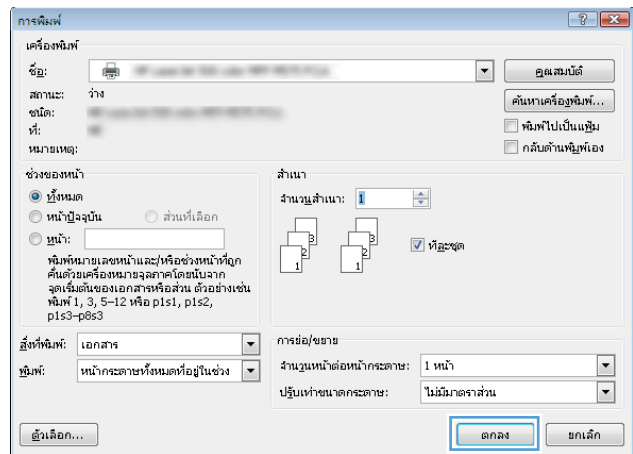 การพิมพ์
เครื่องพิมพ์
ชื่อ:
คุณสมบัติ
สถานะ: ว่าง
ค้นหาเครื่องพิมพ์...
ชนิด:
ที่:
พิมพ์ไปเป็นแฟ้ม
หมายเหตุ:
กลับด้านพิมพ์เอง
ช่วงของหน้า
ทั้งหมด
หน้าปัจจุบัน ส่วนที่เลือก
หน้า:
พิมพ์หมายเลขหน้าและ/หรือช่วงหน้าที่ถูก
คั่นด้วยเครื่องหมายจุลภาคโดยนับจาก
จุดเริ่มต้นของเอกสารหรือส่วน ตัวอย่างเช่น
พิมพ์ 1, 3, 5–12 หรือ p1s1, p1s2,
p1s3–p8s3
สำเนา
จำนวนสำเนา: 1
3 3
2 2
1 1
ทีละชุด
สิ่งที่พิมพ์: เอกสาร
พิมพ์: หน้ากระดาษทั้งหมดที่อยู่ในช่วง
การย่อ/ขยาย
จำนวนหน้าต่อหน้ากระดาษ: 1 หน้า
ปรับเท่าขนาดกระดาษ: ไม่มีมาตราส่วน
ตัวเลือก...
ตกลง
ยกเลิก